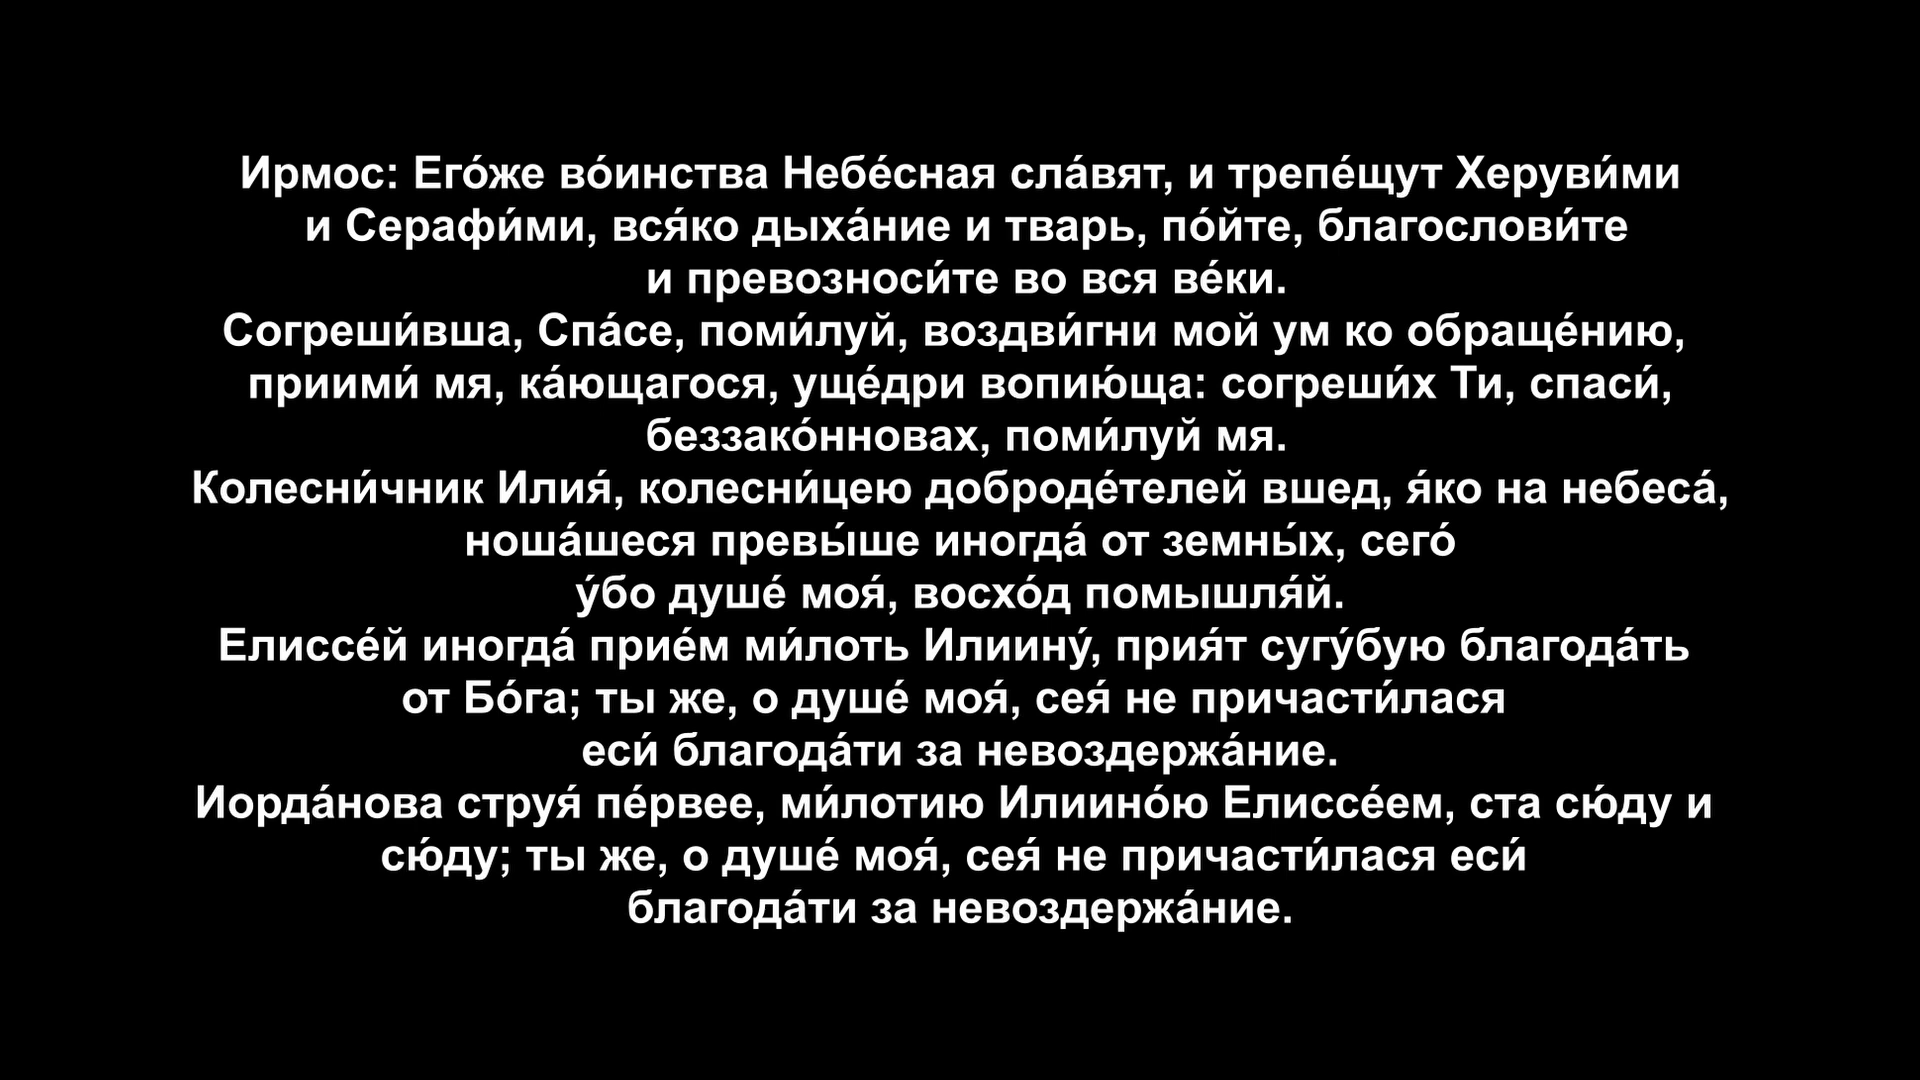 Ирмос: Его́же во́инства Небе́сная сла́вят, и трепе́щут Херуви́ми
и Серафи́ми, вся́ко дыха́ние и тварь, по́йте, благослови́те
и превозноси́те во вся ве́ки.
Согреши́вша, Спа́се, поми́луй, воздви́гни мой ум ко обраще́нию,
приими́ мя, ка́ющагося, уще́дри вопию́ща: согреши́х Ти, спаси́,
беззако́нновах, поми́луй мя.
Колесни́чник Илия́, колесни́цею доброде́телей вшед, я́ко на небеса́,
ноша́шеся превы́ше иногда́ от земны́х, сего́
у́бо душе́ моя́, восхо́д помышля́й.
Елиссе́й иногда́ прие́м ми́лоть Илиину́, прия́т сугу́бую благода́ть
от Бо́га; ты же, о душе́ моя́, сея́ не причасти́лася
еси́ благода́ти за невоздержа́ние.
Иорда́нова струя́ пе́рвее, ми́лотию Илиино́ю Елиссе́ем, ста сю́ду и
сю́ду; ты же, о душе́ моя́, сея́ не причасти́лася еси́
благода́ти за невоздержа́ние.